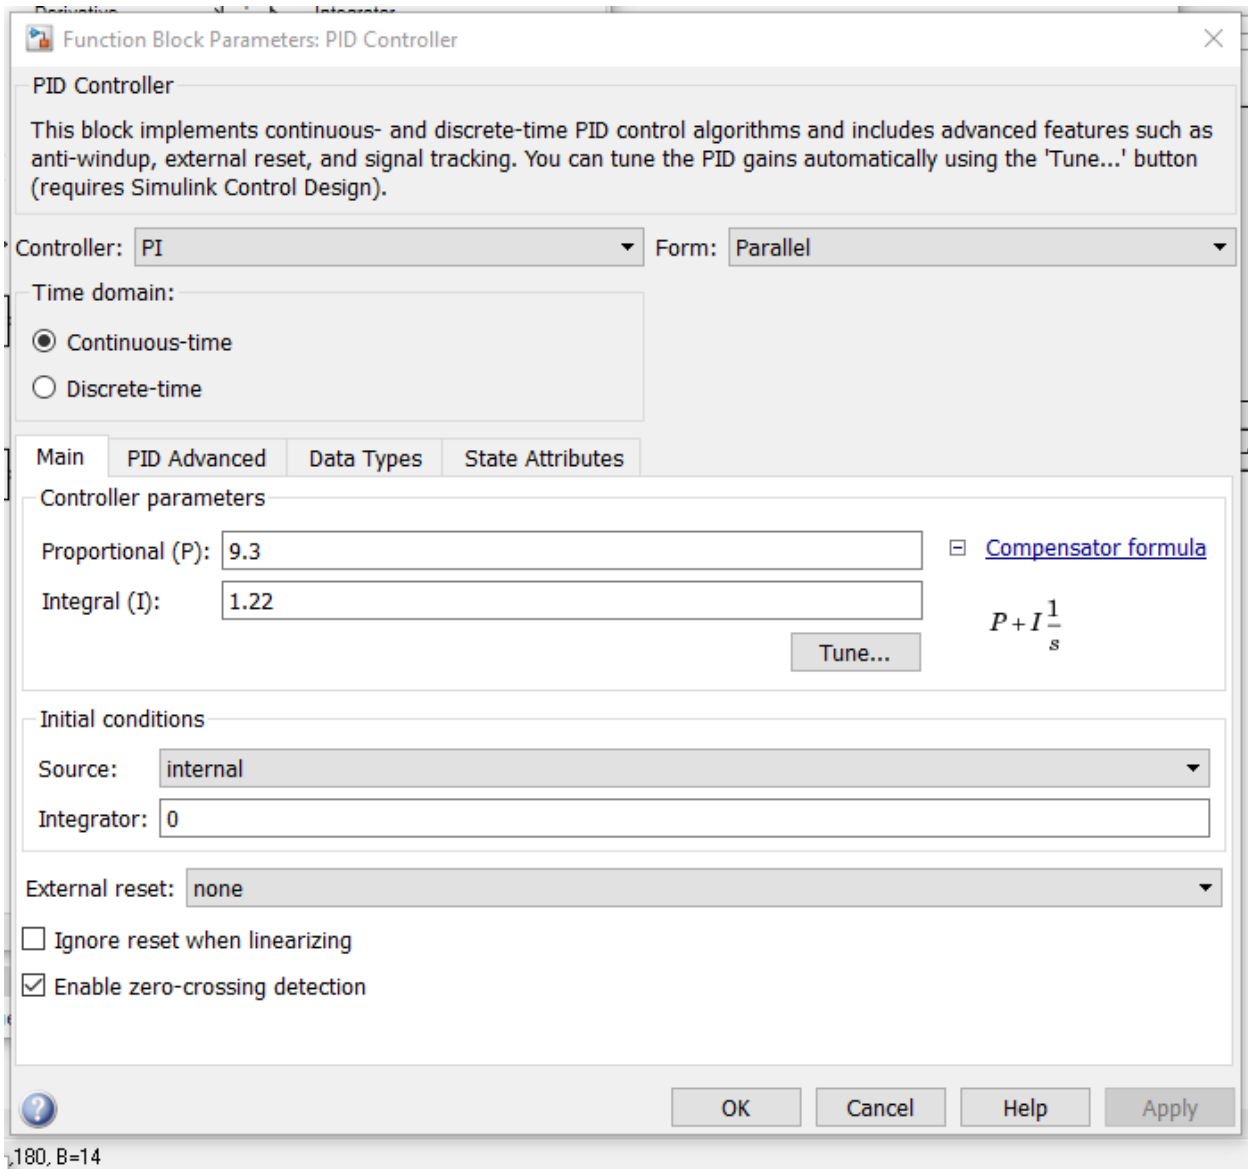 Derivative Integrator
Function Block Parameters: PID Controller
PID Controller
This block implements continuous- and discrete-time PID control algorithms and includes advanced features such as
anti-windup, external reset, and signal tracking. You can tune the PID gains automatically using the 'Tune...' button
(requires Simulink Control Design).
Controller: PI Form: Parallel
Time domain:
Continuous-time
Discrete-time
Main PID Advanced Data Types State Attributes
Controller parameters
Proportional (P): 9.3 Compensator formula
Integral (I): 1.22
P + I 1/s
Tune...
Initial conditions
Source: internal
Integrator: 0
External reset: none
Ignore reset when linearizing
Enable zero-crossing detection
OK Cancel Help Apply
,180, B=14